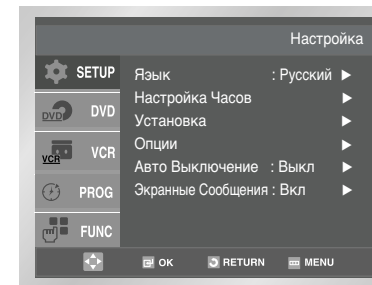 Настройка
SETUP
DVD
DVD
VCR
VCR
PROG
FUNC
Язык : Русский ►
Настройка Часов ►
Установка ►
Опции ►
Авто Выключение : Выкл ►
Экранные Сообщения : Вкл ►
OK RETURN MENU